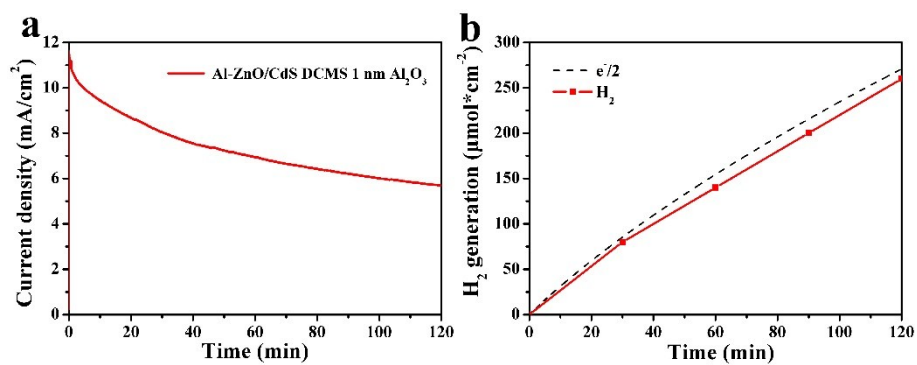 a
12
10
8
6
4
2
0
0 20 40 60 80 100 120
Current density (mA/cm²)
Time (min)
Al-ZnO/CdS DCMS 1 nm Al₂O₃
b
300
250
200
150
100
50
0
0 20 40 60 80 100 120
H₂ generation (μmol*cm⁻²)
Time (min)
e⁻/2
H₂